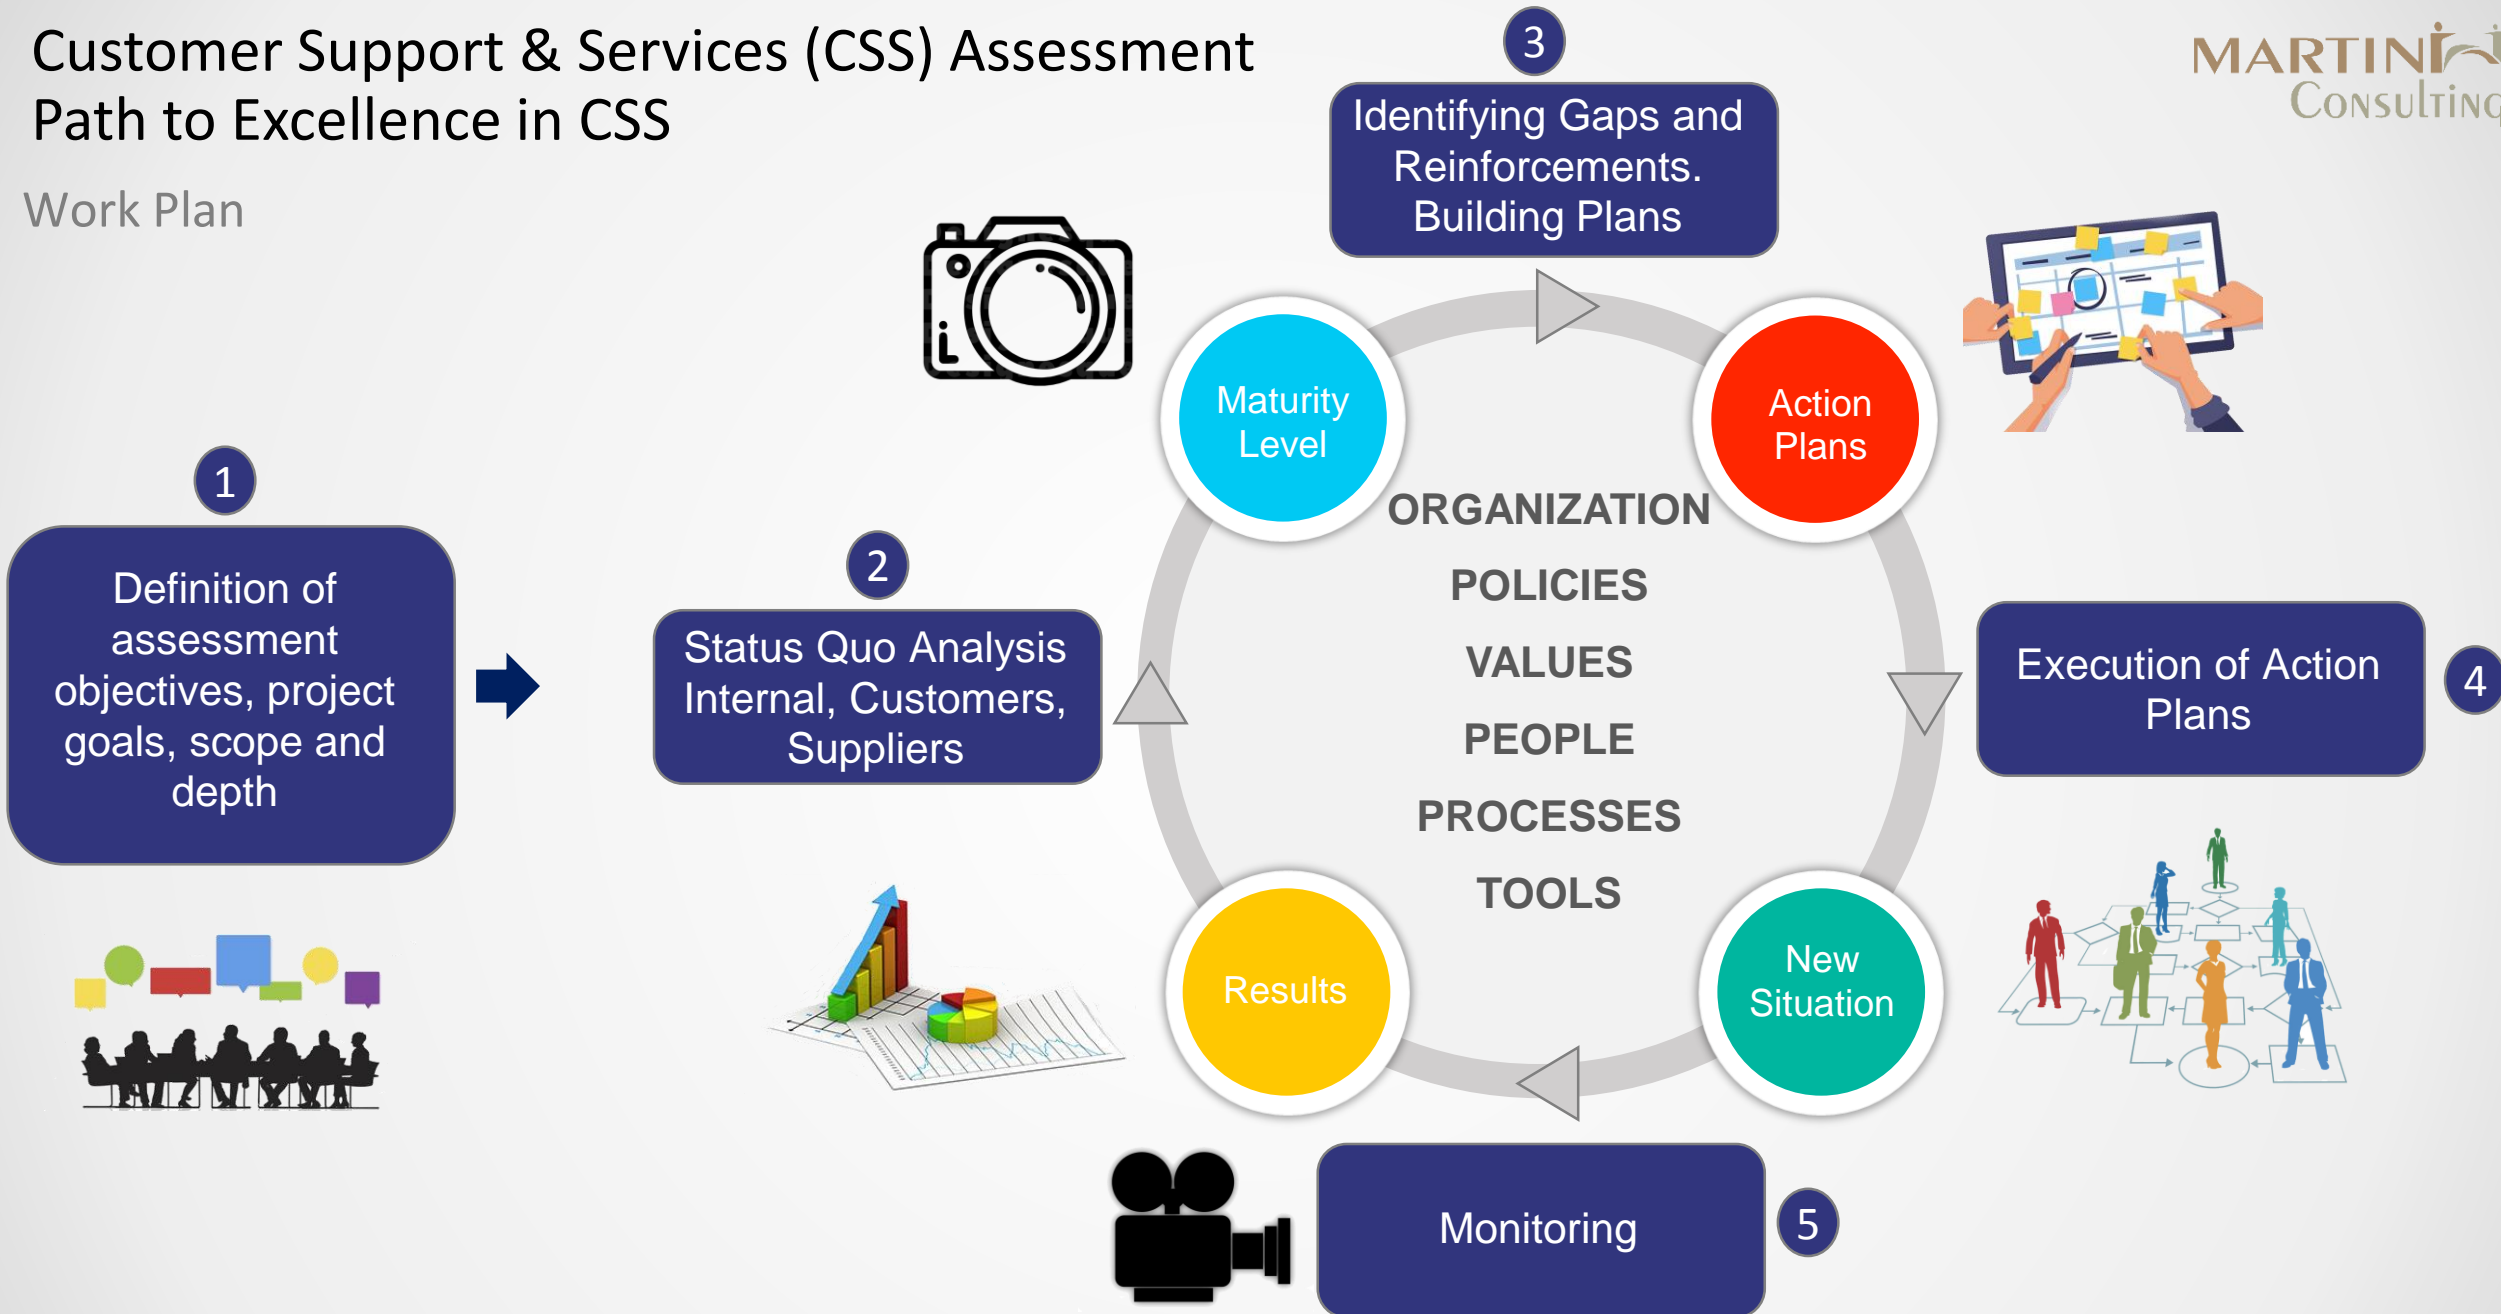 Customer Support & Services (CSS) Assessment
Path to Excellence in CSS
Work Plan
MARTINI
Consulting
1
Definition of
assessment
objectives, project
goals, scope and
depth
2
Status Quo Analysis
Internal, Customers,
Suppliers
3
Identifying Gaps and
Reinforcements.
Building Plans
Maturity
Level
Action
Plans
ORGANIZATION
POLICIES
VALUES
PEOPLE
PROCESSES
TOOLS
4
Execution of Action
Plans
New
Situation
Results
5
Monitoring